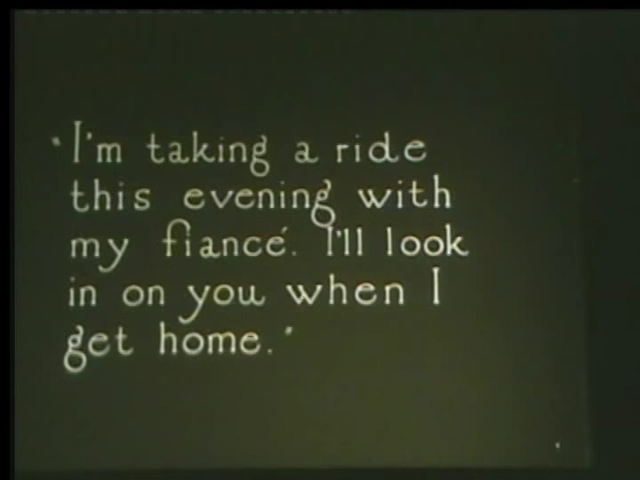 "I'm taking a ride
this evening with
my fiancé. I'll look
in on you when I
get home."